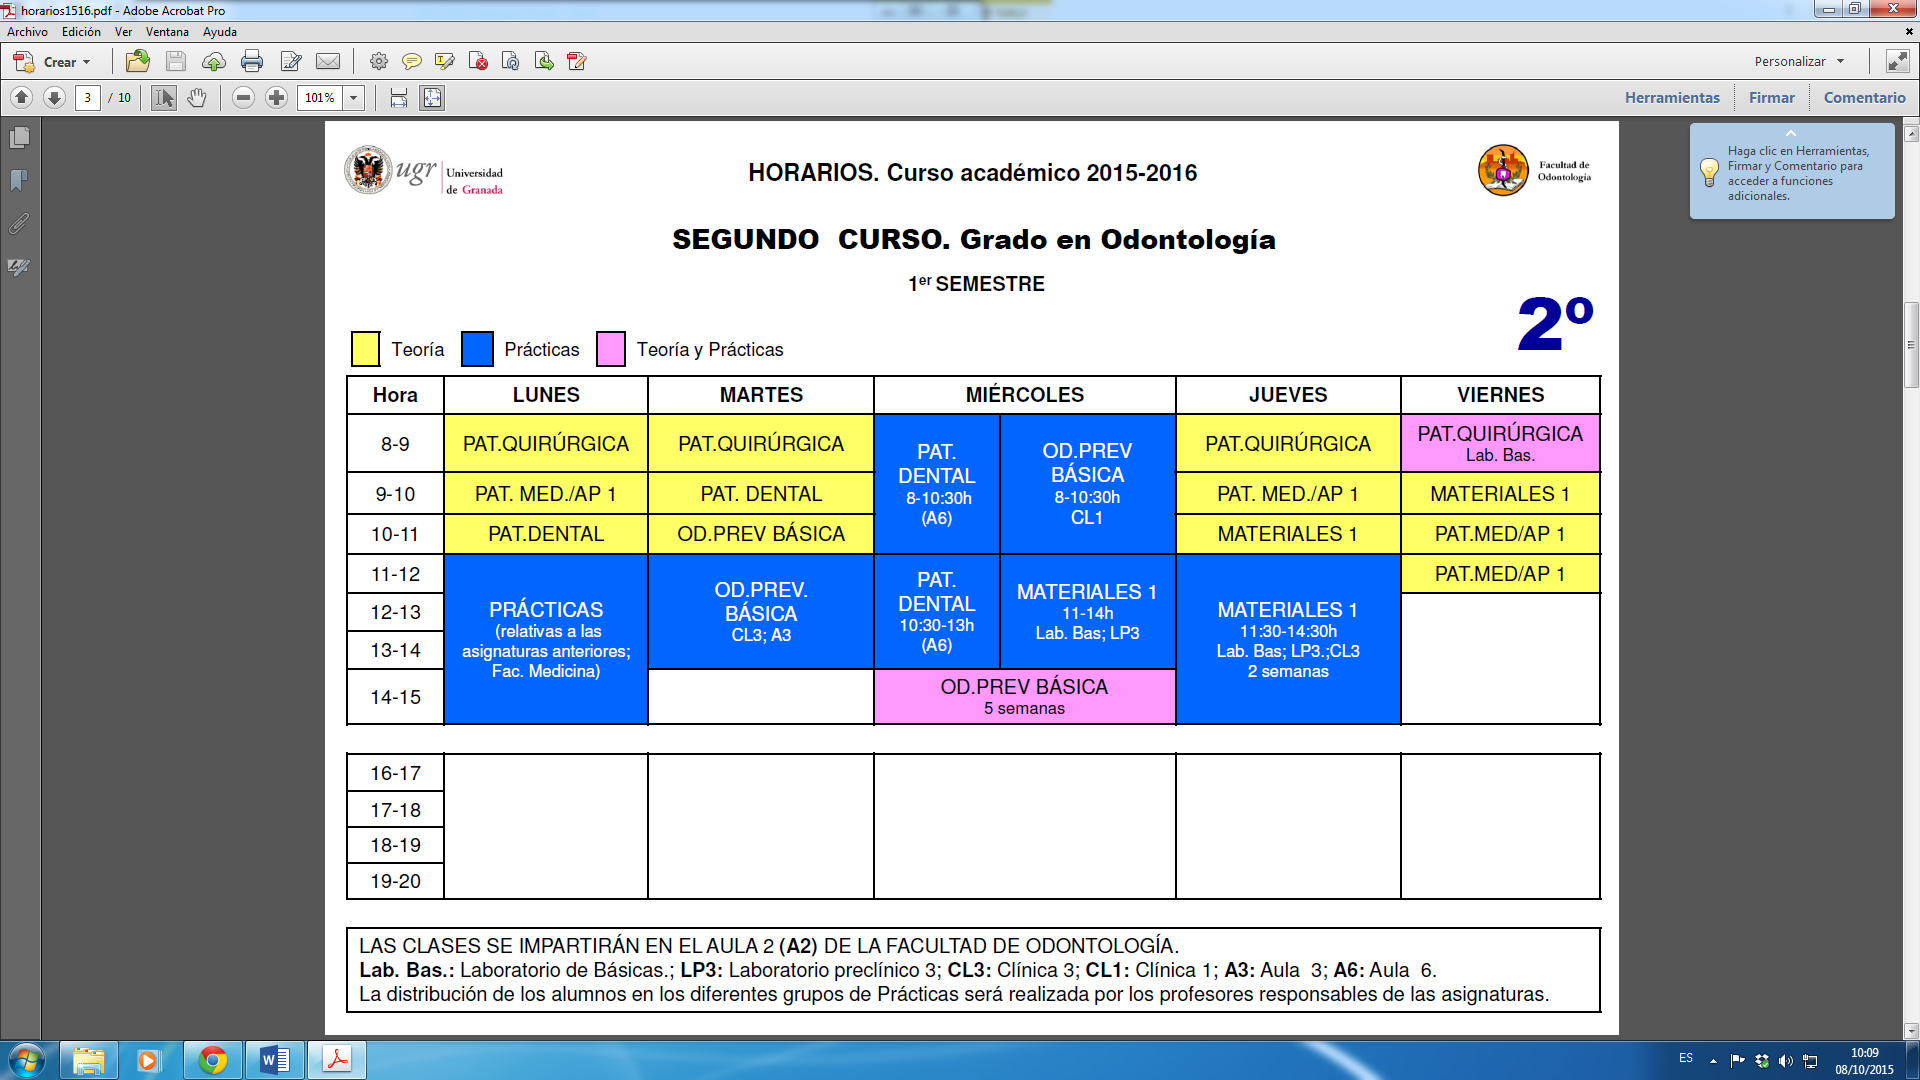 horarios1516.pdf - Adobe Acrobat Pro
Archivo Edición Ver Ventana Ayuda
Crear
Personalizar
3 / 10
101%
Herramientas Firmar Comentario
Haga clic en Herramientas,
Firmar y Comentario para
acceder a funciones
adicionales.
ugr Universidad
de Granada
HORARIOS. Curso académico 2015-2016
Facultad de
Odontología
SEGUNDO CURSO. Grado en Odontología
1er SEMESTRE
2º
Teoría Prácticas Teoría y Prácticas
Hora LUNES MARTES MIÉRCOLES JUEVES VIERNES
8-9
PAT.QUIRÚRGICA
PAT.QUIRÚRGICA
PAT.
DENTAL
8-10:30h
(A6)
OD.PREV
BÁSICA
8-10:30h
CL1
PAT.QUIRÚRGICA
PAT.QUIRÚRGICA
Lab. Bas.
9-10
PAT. MED./AP 1
PAT. DENTAL
PAT. MED./AP 1
MATERIALES 1
10-11
PAT.DENTAL
OD.PREV BÁSICA
MATERIALES 1
PAT.MED/AP 1
11-12
PRÁCTICAS
(relativas a las
asignaturas anteriores;
Fac. Medicina)
OD.PREV.
BÁSICA
CL3; A3
PAT.
DENTAL
10:30-13h
(A6)
MATERIALES 1
11-14h
Lab. Bas; LP3
MATERIALES 1
11:30-14:30h
Lab. Bas; LP3.;CL3
2 semanas
PAT.MED/AP 1
12-13
13-14
14-15
OD.PREV BÁSICA
5 semanas
16-17
17-18
18-19
19-20
LAS CLASES SE IMPARTIRÁN EN EL AULA 2 (A2) DE LA FACULTAD DE ODONTOLOGÍA.
Lab. Bas.: Laboratorio de Básicas.; LP3: Laboratorio preclínico 3; CL3: Clínica 3; CL1: Clínica 1; A3: Aula 3; A6: Aula 6.
La distribución de los alumnos en los diferentes grupos de Prácticas será realizada por los profesores responsables de las asignaturas.
ES
10:09
08/10/2015